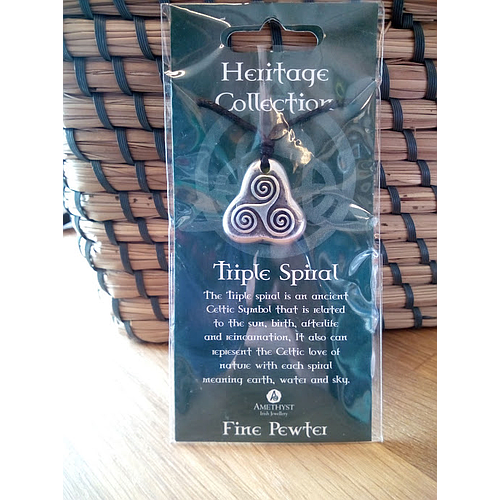 Heritage
Collection
Triple Spiral
The Triple spiral is an ancient
Celtic Symbol that is related
to the sun, birth, afterlife
and reincarnation, It also can
represent the Celtic love of
nature with each spiral
meaning earth, water and sky.
Amethyst
Irish Jewellery
Fine Pewter